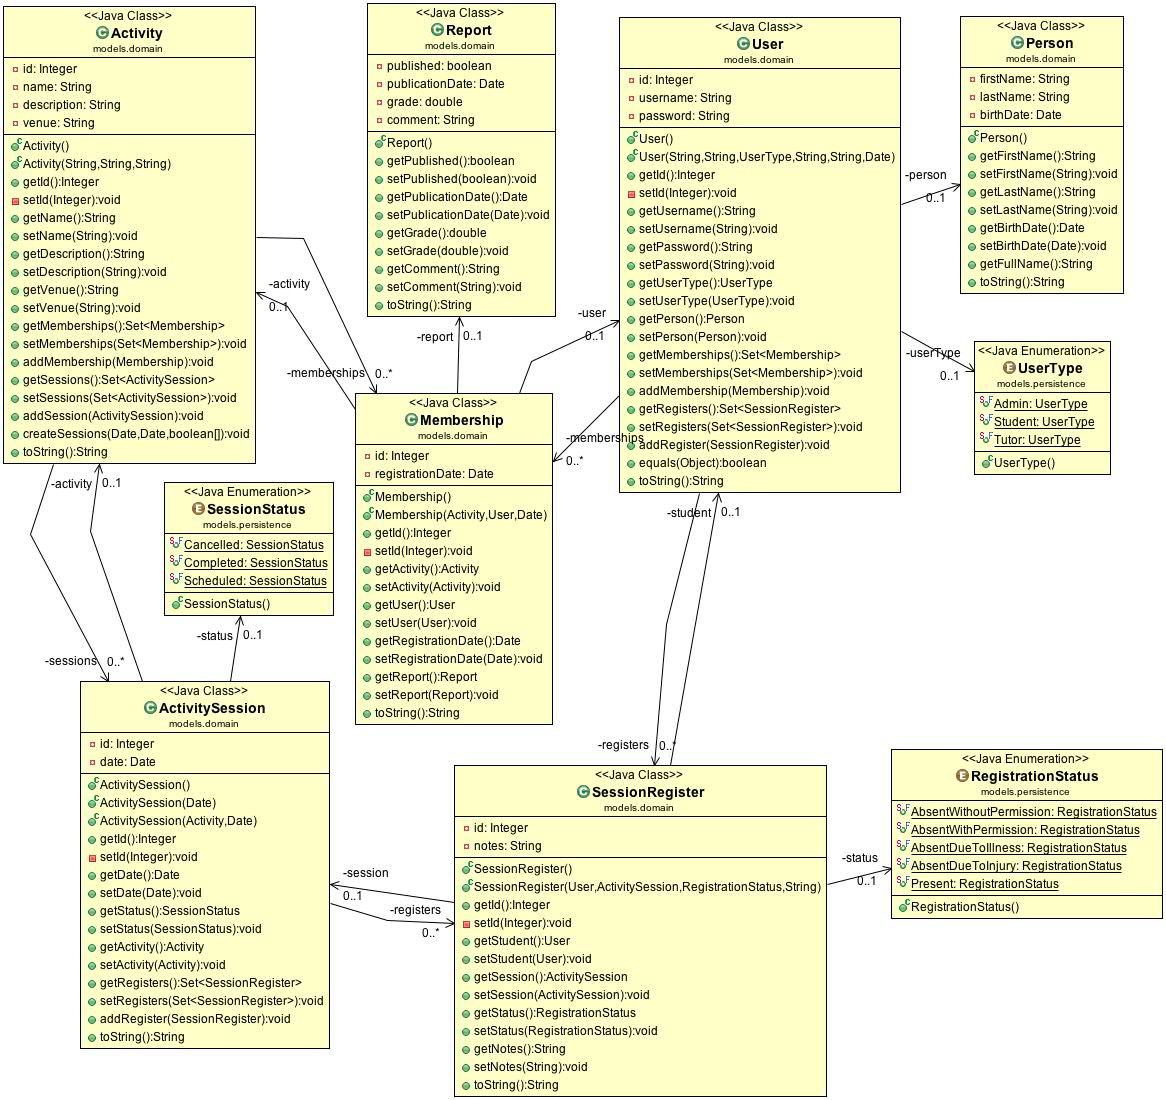 <<Java Class>>
Activity
models.domain
id: Integer
name: String
description: String
venue: String
Activity()
Activity(String,String,String)
getId():Integer
setId(Integer):void
getName():String
setName(String):void
getDescription():String
setDescription(String):void
getVenue():String
setVenue(String):void
getMemberships():Set<Membership>
setMemberships(Set<Membership>):void
addMembership(Membership):void
getSessions():Set<ActivitySession>
setSessions(Set<ActivitySession>):void
addSession(ActivitySession):void
createSessions(Date,Date,boolean[]):void
toString():String
<<Java Class>>
Report
models.domain
published: boolean
publicationDate: Date
grade: double
comment: String
Report()
getPublished():boolean
setPublished(boolean):void
getPublicationDate():Date
setPublicationDate(Date):void
getGrade():double
setGrade(double):void
getComment():String
setComment(String):void
toString():String
<<Java Class>>
User
models.domain
id: Integer
username: String
password: String
User()
User(String,String,UserType,String,String,Date)
getId():Integer
setId(Integer):void
getUsername():String
setUsername(String):void
getPassword():String
setPassword(String):void
getUserType():UserType
setUserType(UserType):void
getPerson():Person
setPerson(Person):void
getMemberships():Set<Membership>
setMemberships(Set<Membership>):void
addMembership(Membership):void
getRegisters():Set<SessionRegister>
setRegisters(Set<SessionRegister>):void
addRegister(SessionRegister):void
equals(Object):boolean
toString():String
<<Java Class>>
Person
models.domain
firstName: String
lastName: String
birthDate: Date
Person()
getFirstName():String
setFirstName(String):void
getLastName():String
setLastName(String):void
getBirthDate():Date
setBirthDate(Date):void
getFullName():String
toString():String
-person
0..1
-activity
0..1
-memberships
0..*
-report
0..1
-user
0..1
-memberships
0..*
-userType
0..1
<<Java Enumeration>>
UserType
models.persistence
Admin: UserType
Student: UserType
Tutor: UserType
UserType()
<<Java Class>>
Membership
models.domain
id: Integer
registrationDate: Date
Membership()
Membership(Activity,User,Date)
getId():Integer
setId(Integer):void
getActivity():Activity
setActivity(Activity):void
getUser():User
setUser(User):void
getRegistrationDate():Date
setRegistrationDate(Date):void
getReport():Report
setReport(Report):void
toString():String
-activity
0..1
<<Java Enumeration>>
SessionStatus
models.persistence
Cancelled: SessionStatus
Completed: SessionStatus
Scheduled: SessionStatus
SessionStatus()
-status
0..1
-sessions
0..*
-student
0..1
-registers
0..*
<<Java Class>>
ActivitySession
models.domain
id: Integer
date: Date
ActivitySession()
ActivitySession(Date)
ActivitySession(Activity,Date)
getId():Integer
setId(Integer):void
getDate():Date
setDate(Date):void
getStatus():SessionStatus
setStatus(SessionStatus):void
getActivity():Activity
setActivity(Activity):void
getRegisters():Set<SessionRegister>
setRegisters(Set<SessionRegister>):void
addRegister(SessionRegister):void
toString():String
-session
0..1
-registers
0..*
<<Java Class>>
SessionRegister
models.domain
id: Integer
notes: String
SessionRegister()
SessionRegister(User,ActivitySession,RegistrationStatus,String)
getId():Integer
setId(Integer):void
getStudent():User
setStudent(User):void
getSession():ActivitySession
setSession(ActivitySession):void
getStatus():RegistrationStatus
setStatus(RegistrationStatus):void
getNotes():String
setNotes(String):void
toString():String
-status
0..1
<<Java Enumeration>>
RegistrationStatus
models.persistence
AbsentWithoutPermission: RegistrationStatus
AbsentWithPermission: RegistrationStatus
AbsentDueToIllness: RegistrationStatus
AbsentDueToInjury: RegistrationStatus
Present: RegistrationStatus
RegistrationStatus()